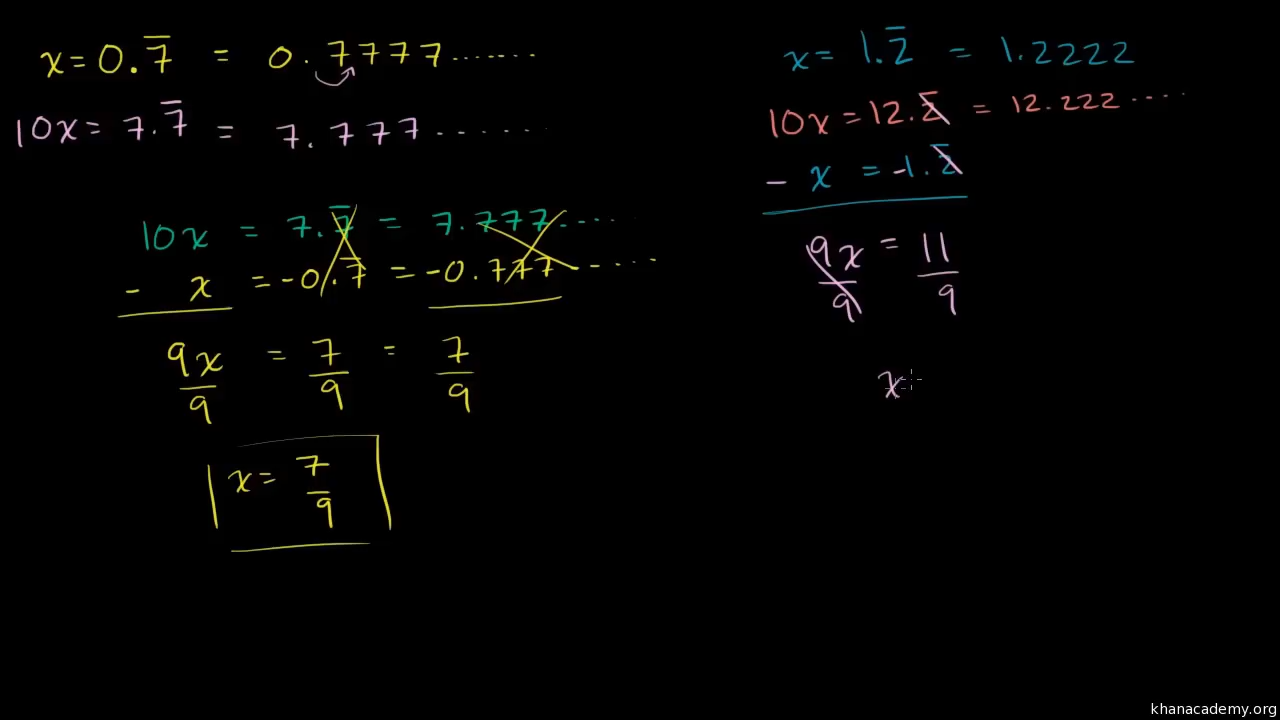 x = 0.7̅ = 0.7777.......
10x = 7.7̅ = 7.777.......
10x = 7.7̅ = 7.777.....
- x = -0.7̅ = -0.777.....
9x/9 = 7/9 = 7/9
x = 7/9
x = 1.2̅ = 1.2222
10x = 12.2̅ = 12.222....
- x = -1.2̅
9x/9 = 11/9
x
khanacademy.org